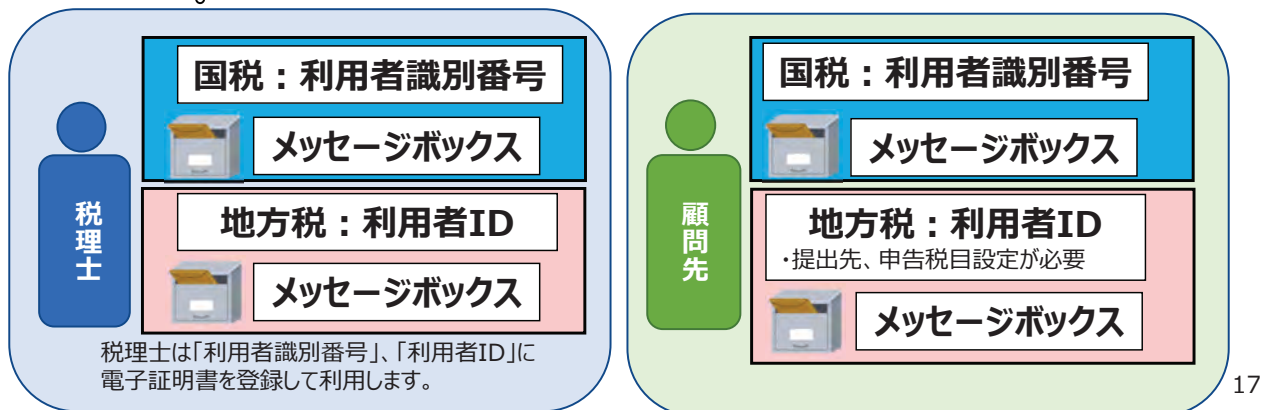 。
国税：利用者識別番号
メッセージボックス
税理士
地方税：利用者ID
メッセージボックス
税理士は「利用者識別番号」、「利用者ID」に
電子証明書を登録して利用します。
国税：利用者識別番号
メッセージボックス
顧問先
地方税：利用者ID
・提出先、申告税目設定が必要
メッセージボックス
17